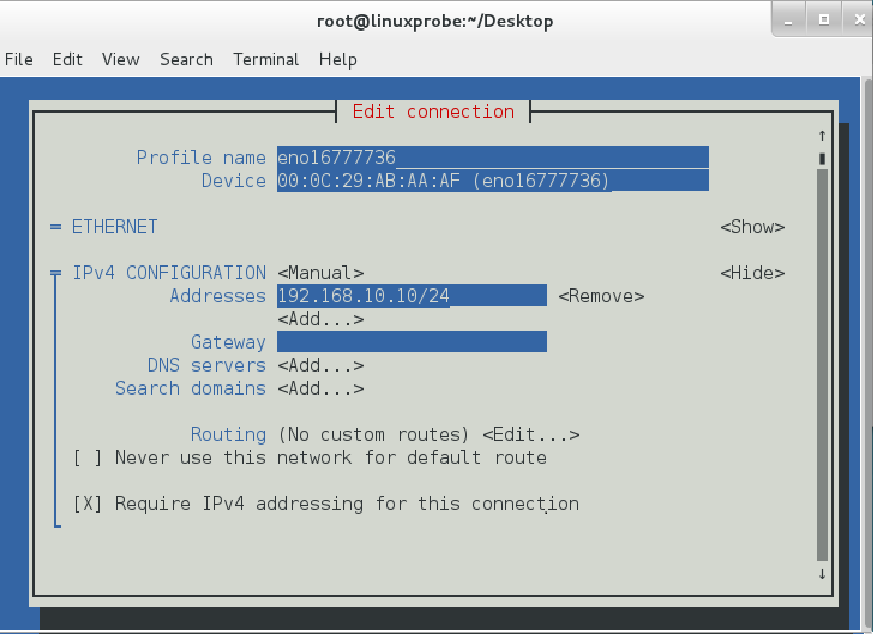 root@linuxprobe:~/Desktop
File Edit View Search Terminal Help
Edit connection
Profile name eno16777736
Device 00:0C:29:AB:AA:AF (eno16777736)
ETHERNET <Show>
IPv4 CONFIGURATION <Manual> <Hide>
Addresses 192.168.10.10/24 <Remove>
<Add...>
Gateway
DNS servers <Add...>
Search domains <Add...>
Routing (No custom routes) <Edit...>
[ ] Never use this network for default route
[X] Require IPv4 addressing for this connection